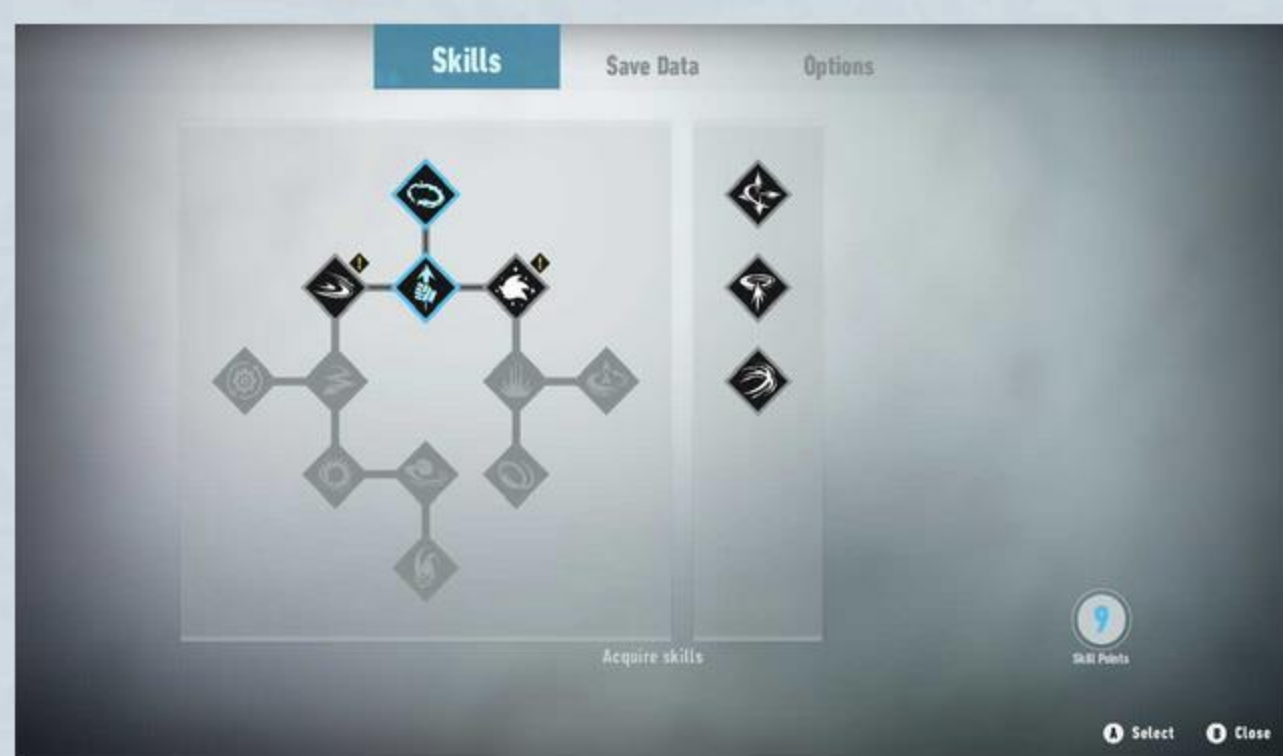 Skills
Save Data
Options
!
!
Acquire skills
9
Skill Points
A Select B Close